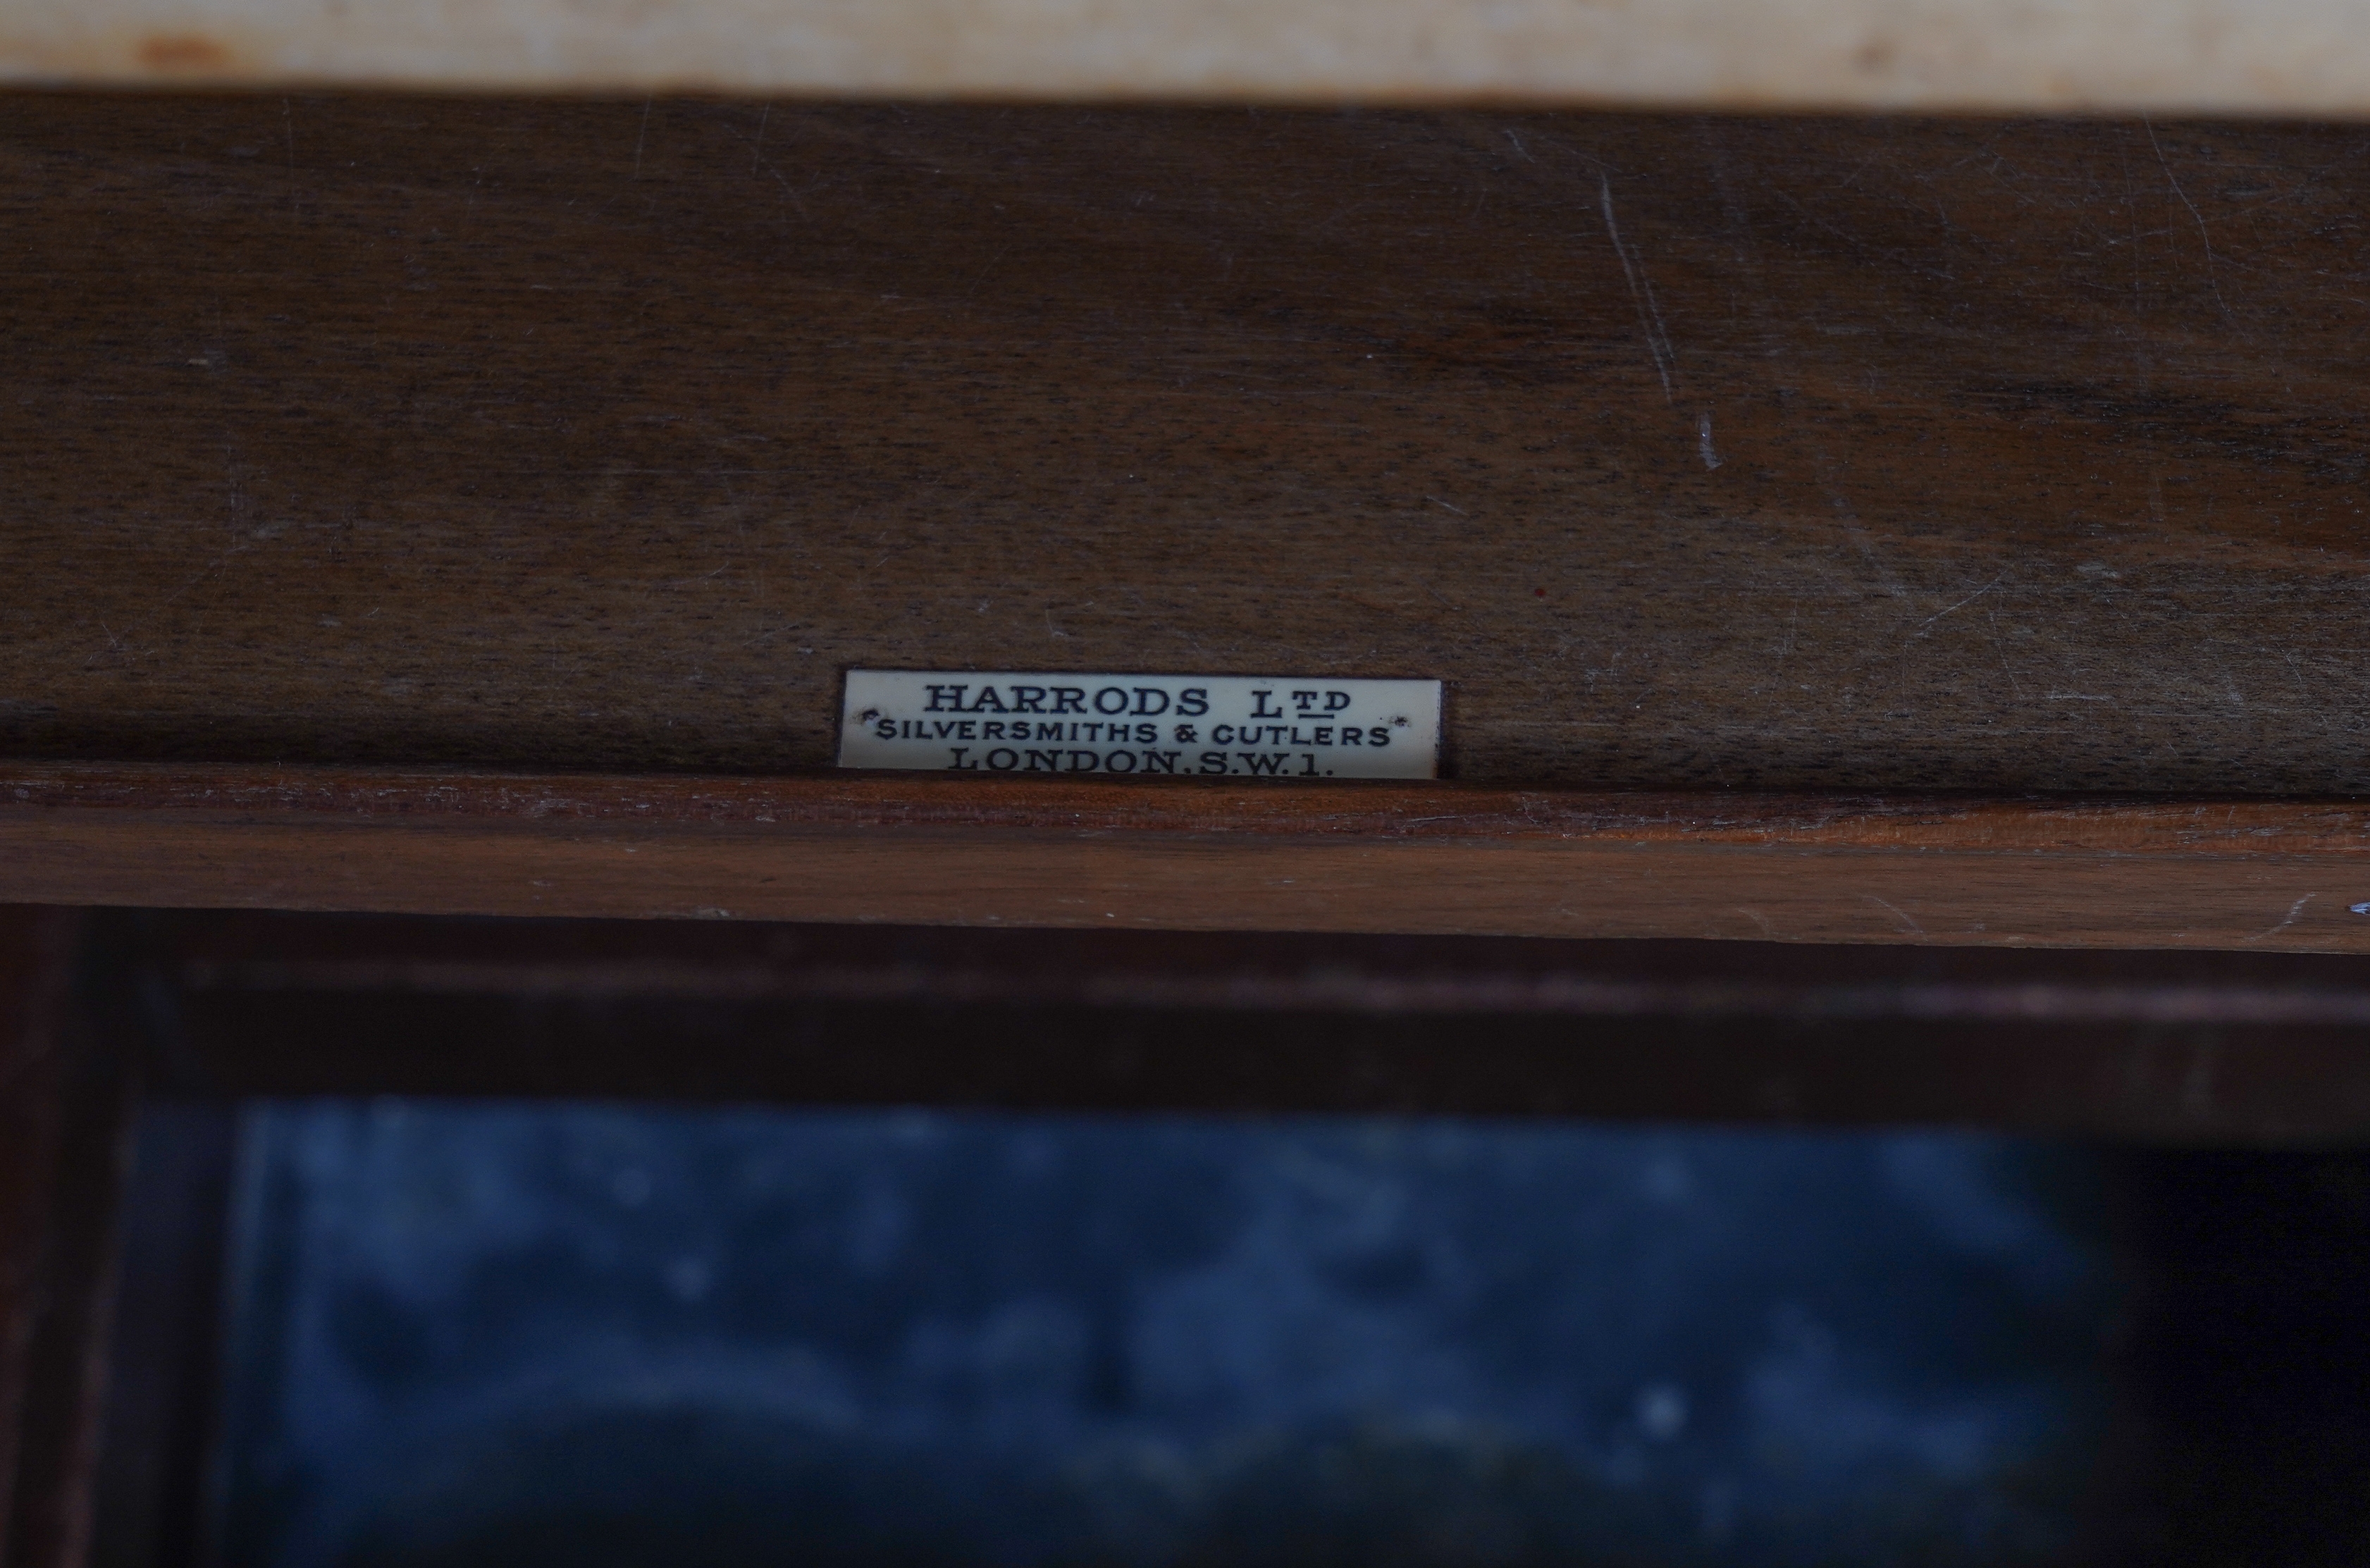 HARRODS LTD
SILVERSMITHS & CUTLERS
LONDON.S.W.1.